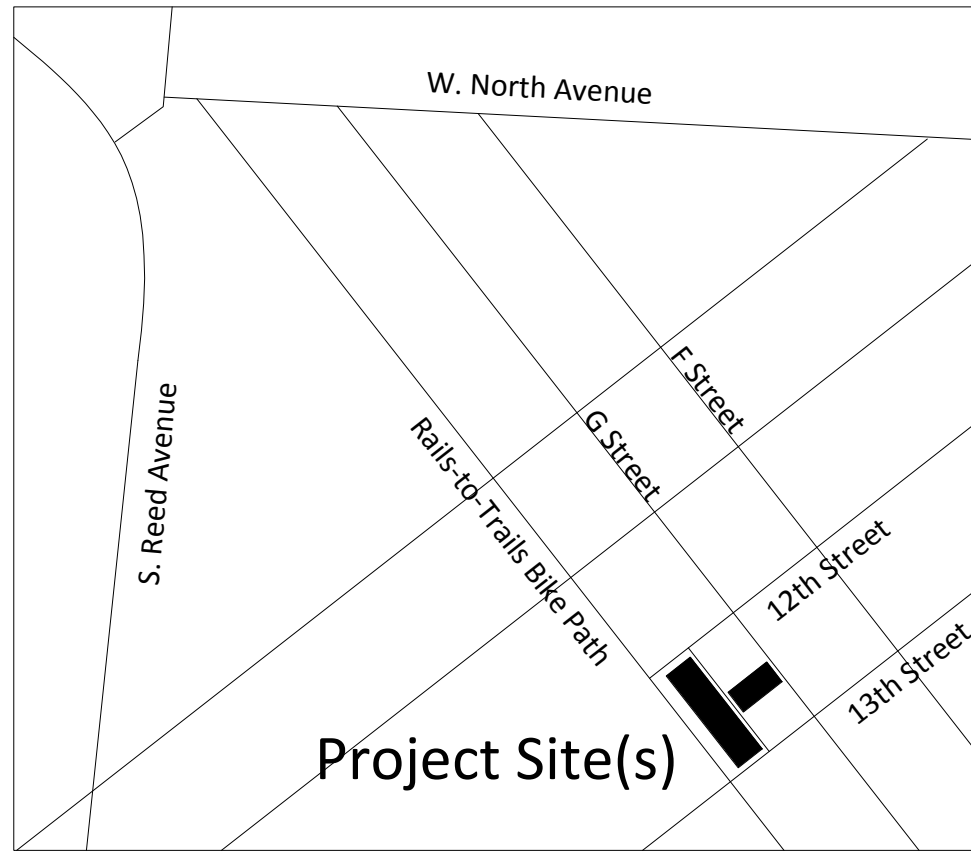 W. North Avenue
F Street
G Street
S. Reed Avenue
Rails-to-Trails Bike Path
12th Street
13th Street
Project Site(s)